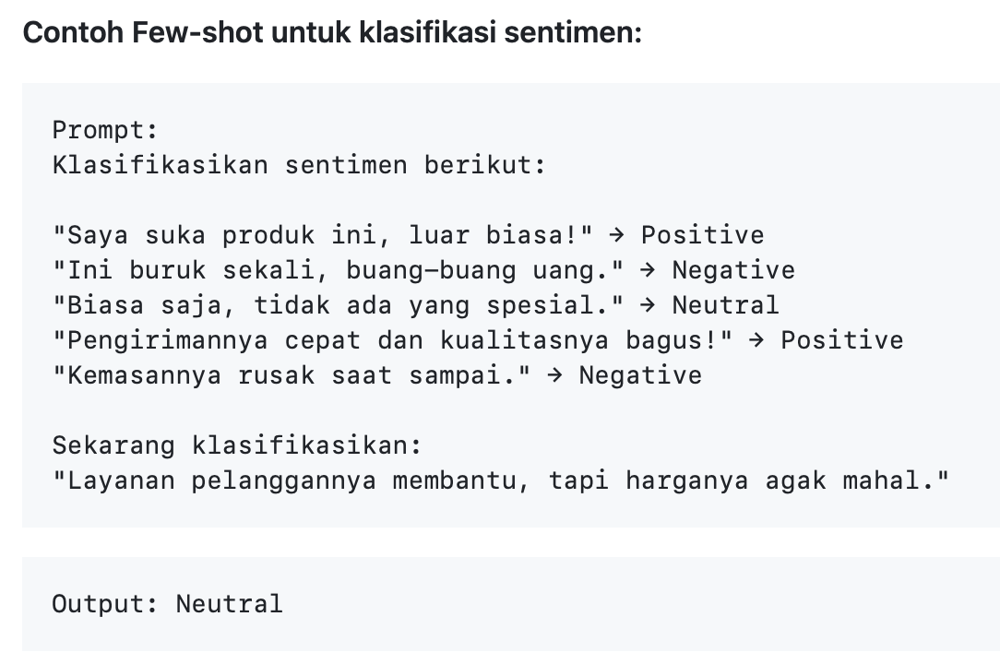 Contoh Few-shot untuk klasifikasi sentimen:
Prompt:
Klasifikasikan sentimen berikut:
"Saya suka produk ini, luar biasa!" → Positive
"Ini buruk sekali, buang-buang uang." → Negative
"Biasa saja, tidak ada yang spesial." → Neutral
"Pengirimannya cepat dan kualitasnya bagus!" → Positive
"Kemasannya rusak saat sampai." → Negative
Sekarang klasifikasikan:
"Layanan pelanggannya membantu, tapi harganya agak mahal."
Output: Neutral